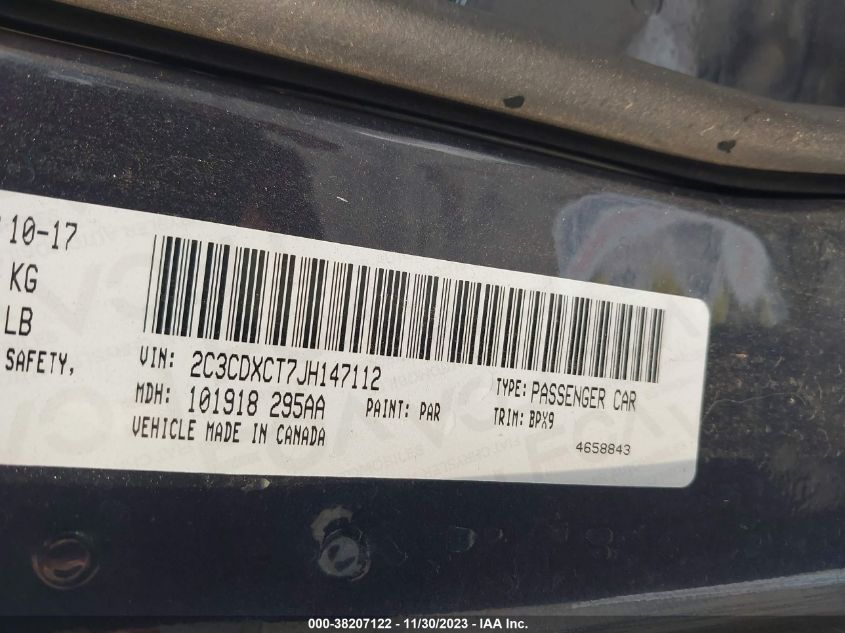 10-17
KG
LB
SAFETY,
VIN: 2C3CDXCT7JH147112
TYPE: PASSENGER CAR
MDH: 101918 295AA
PAINT: PAR
TRIM: BPX9
VEHICLE MADE IN CANADA
4658843
000-38207122 - 11/30/2023 - IAA Inc.